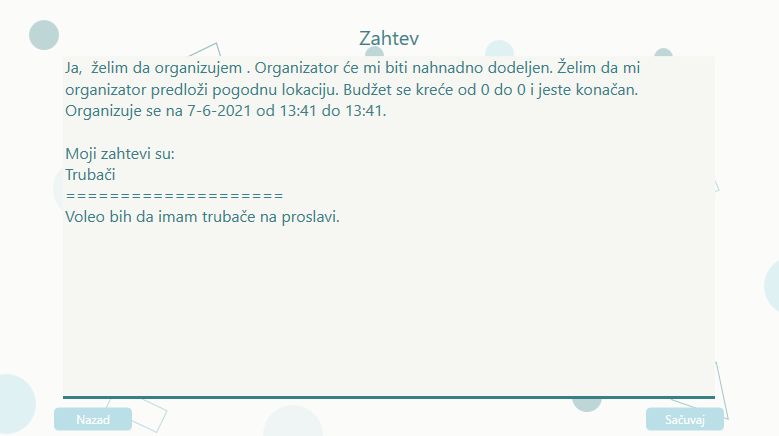 Zahtev
Ja,  želim da organizujem . Organizator će mi biti nahnadno dodeljen. Želim da mi
organizator predloži pogodnu lokaciju. Budžet se kreće od 0 do 0 i jeste konačan.
Organizuje se na 7-6-2021 od 13:41 do 13:41.
Moji zahtevi su:
Trubači
====================
Voleo bih da imam trubače na proslavi.
Nazad
Sačuvaj